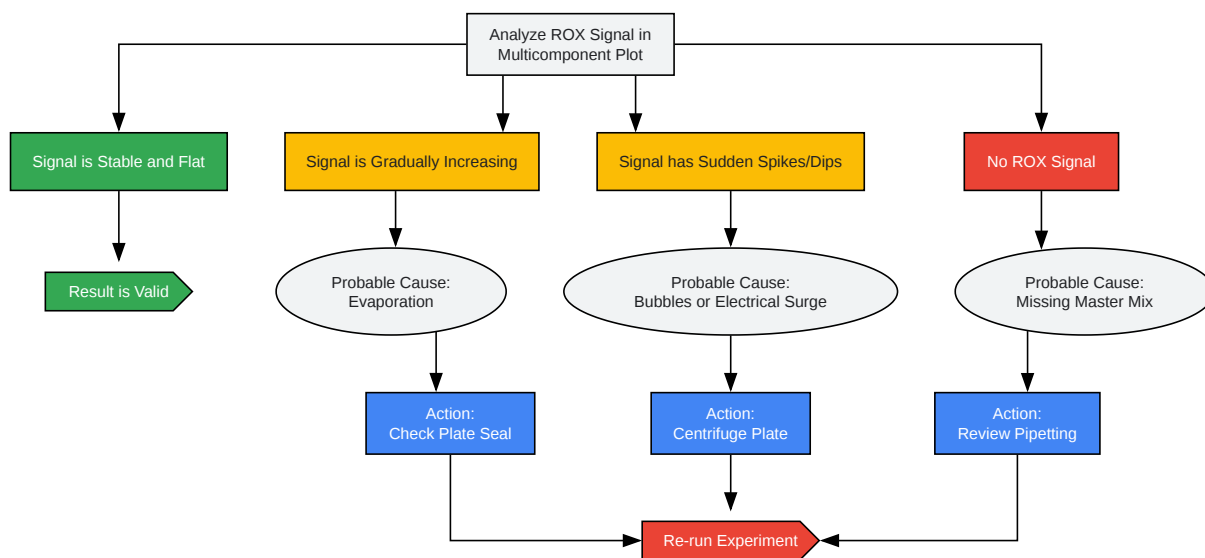 Analyze ROX Signal in
Multicomponent Plot
Signal is Stable and Flat
Signal is Gradually Increasing
Signal has Sudden Spikes/Dips
No ROX Signal
Result is Valid
Probable Cause:
Evaporation
Probable Cause:
Bubbles or Electrical Surge
Probable Cause:
Missing Master Mix
Action:
Check Plate Seal
Action:
Centrifuge Plate
Action:
Review Pipetting
Re-run Experiment